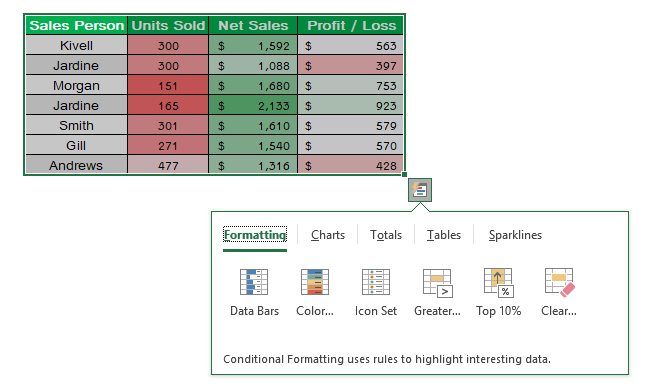 Sales Person Units Sold Net Sales Profit / Loss
Kivell 300 $ 1,592 $ 563
Jardine 300 $ 1,088 $ 397
Morgan 151 $ 1,680 $ 753
Jardine 165 $ 2,133 $ 923
Smith 301 $ 1,610 $ 579
Gill 271 $ 1,540 $ 570
Andrews 477 $ 1,316 $ 428
Formatting Charts Totals Tables Sparklines
Data Bars Color... Icon Set Greater... Top 10% Clear...
Conditional Formatting uses rules to highlight interesting data.